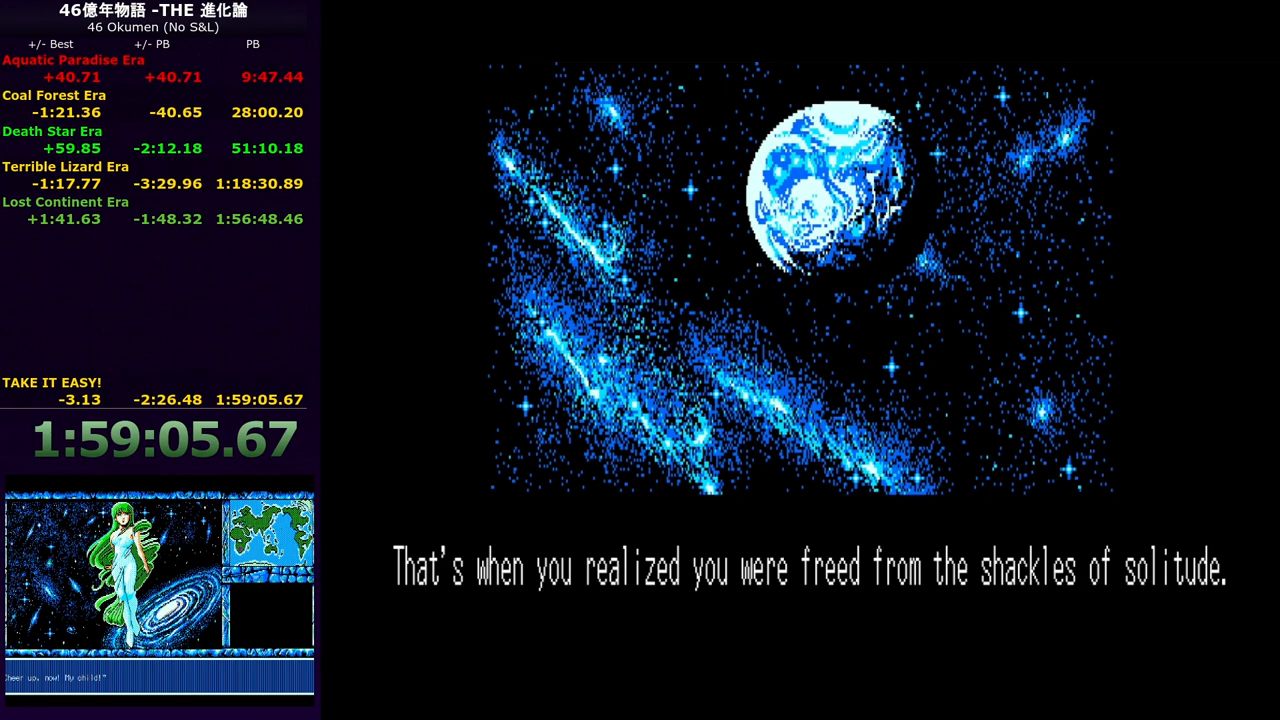 46億年物語 -THE 進化論
46 Okumen (No S&L)
+/- Best +/- PB PB
Aquatic Paradise Era
+40.71 +40.71 9:47.44
Coal Forest Era
-1:21.36 -40.65 28:00.20
Death Star Era
+59.85 -2:12.18 51:10.18
Terrible Lizard Era
-1:17.77 -3:29.96 1:18:30.89
Lost Continent Era
+1:41.63 -1:48.32 1:56:48.46
TAKE IT EASY!
-3.13 -2:26.48 1:59:05.67
1:59:05.67
Cheer up, now! My child!"
That's when you realized you were freed from the shackles of solitude.